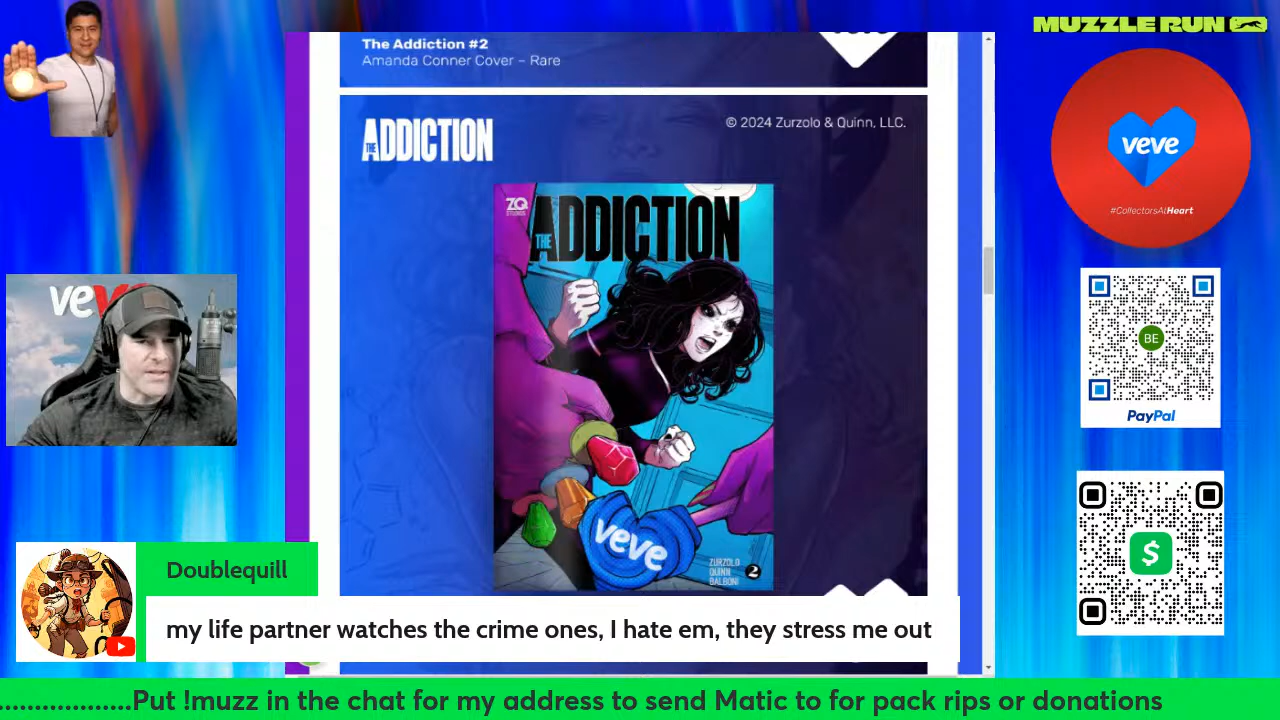 MUZZLE RUN
veve
The Addiction #2
Amanda Conner Cover – Rare
THE ADDICTION
© 2024 Zurzolo & Quinn, LLC.
ZQ
STUDIOS
THE ADDICTION
veve
ZURZOLO
QUINN
BALBONI
2
veve
#CollectorsAtHeart
BE
PayPal
$
veve
Doublequill
my life partner watches the crime ones, I hate em, they stress me out
..................Put !muzz in the chat for my address to send Matic to for pack rips or donations